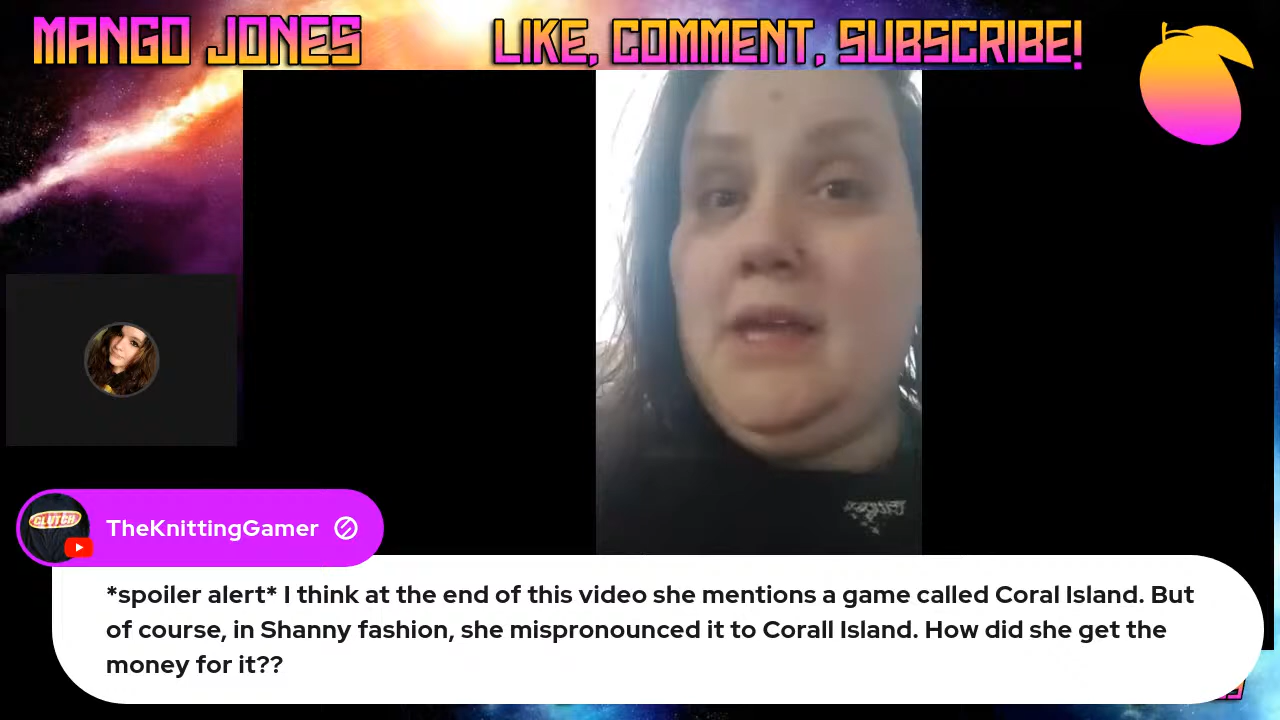 MANGO JONES
LIKE, COMMENT, SUBSCRIBE!
CLUTCH
TheKnittingGamer
*spoiler alert* I think at the end of this video she mentions a game called Coral Island. But
of course, in Shanny fashion, she mispronounced it to Corall Island. How did she get the
money for it??